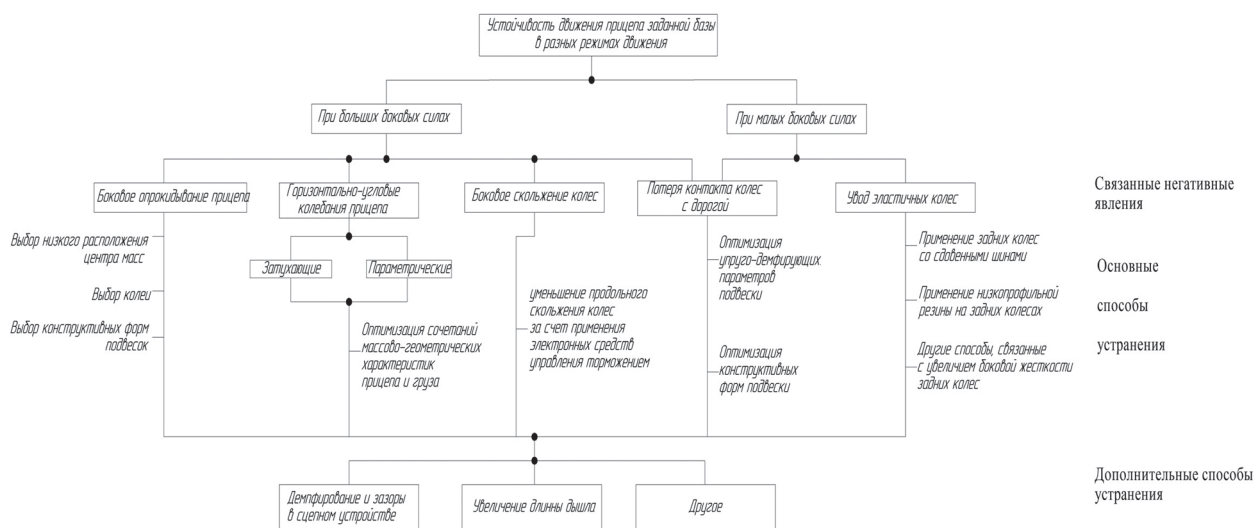 Устойчивость движения прицепа заданной базы
в разных режимах движения
При больших боковых силах
При малых боковых силах
Боковое опрокидывание прицепа
Горизонтально-угловые
колебания прицепа
Боковое скольжение колес
Потеря контакта колес
с дорогой
Увод эластичных колес
Связанные негативные
явления
Выбор низкого расположения
центра масс
Выбор колеи
Выбор конструктивных форм
подвесок
Затухающие
Параметрические
Оптимизация сочетаний
массово-геометрических
характеристик
прицепа и груза
уменьшение продольного
скольжения колес
за счет применения
электронных средств
управления торможением
Оптимизация
упруго-демфирующих
параметров
подвески
Оптимизация
конструктивных
форм подвески
Применение задних колес
со сдовенными шинами
Применение низкопрофильной
резины на задних колесах
Другие способы, связанные
с увеличием боковой жесткости
задних колес
Основные
способы
устранения
Демпфирование и зазоры
в сцепном устройстве
Увеличение длинны дышла
Другое
Дополнительные способы
устранения